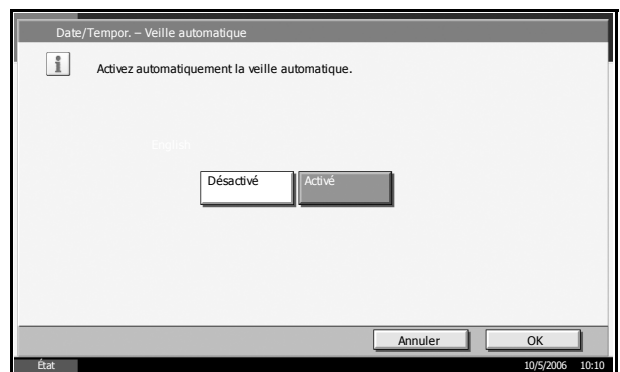 Date/Tempor. – Veille automatique
i
Activez automatiquement la veille automatique.
English
Désactivé
Activé
Annuler
OK
État
10/5/2006 10:10